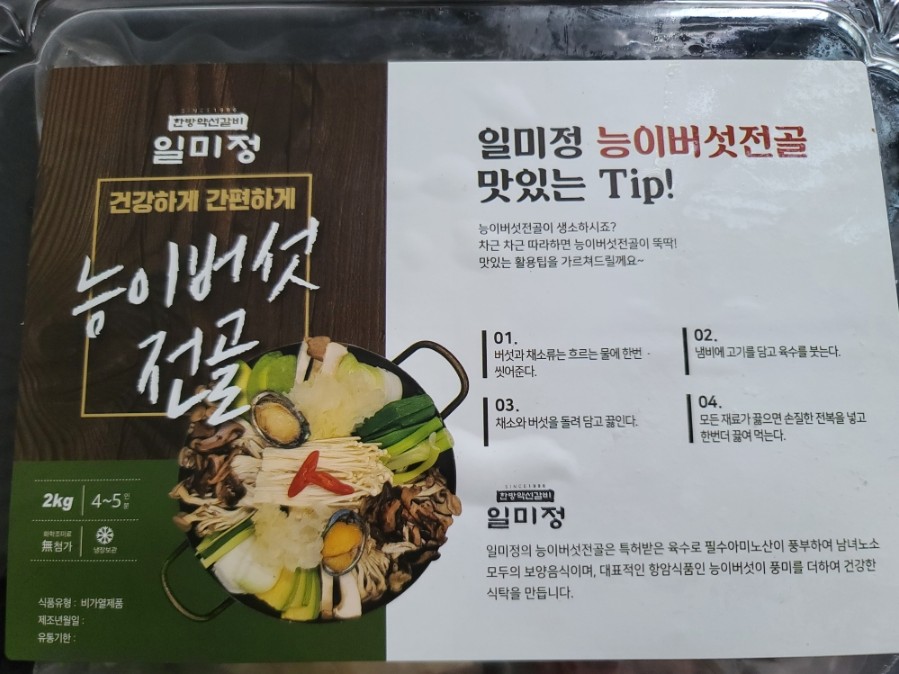 SINCE 1986
한방약선갈비
일미정
건강하게 간편하게
능이버섯
전골
2kg 4~5인분
화학조미료
無첨가
냉장보관
식품유형 : 비가열제품
제조년월일 :
유통기한 :
일미정 능이버섯전골
맛있는 Tip!
능이버섯전골이 생소하시죠?
차근 차근 따라하면 능이버섯전골이 뚝딱!
맛있는 활용팁을 가르쳐드릴께요~
01.
버섯과 채소류는 흐르는 물에 한번
씻어준다.
02.
냄비에 고기를 담고 육수를 붓는다.
03.
채소와 버섯을 돌려 담고 끓인다.
04.
모든 재료가 끓으면 손질한 전복을 넣고
한번더 끓여 먹는다.
한방약선갈비
일미정
일미정의 능이버섯전골은 특허받은 육수로 필수아미노산이 풍부하여 남녀노소
모두의 보양음식이며, 대표적인 항암식품인 능이버섯이 풍미를 더하여 건강한
식탁을 만듭니다.